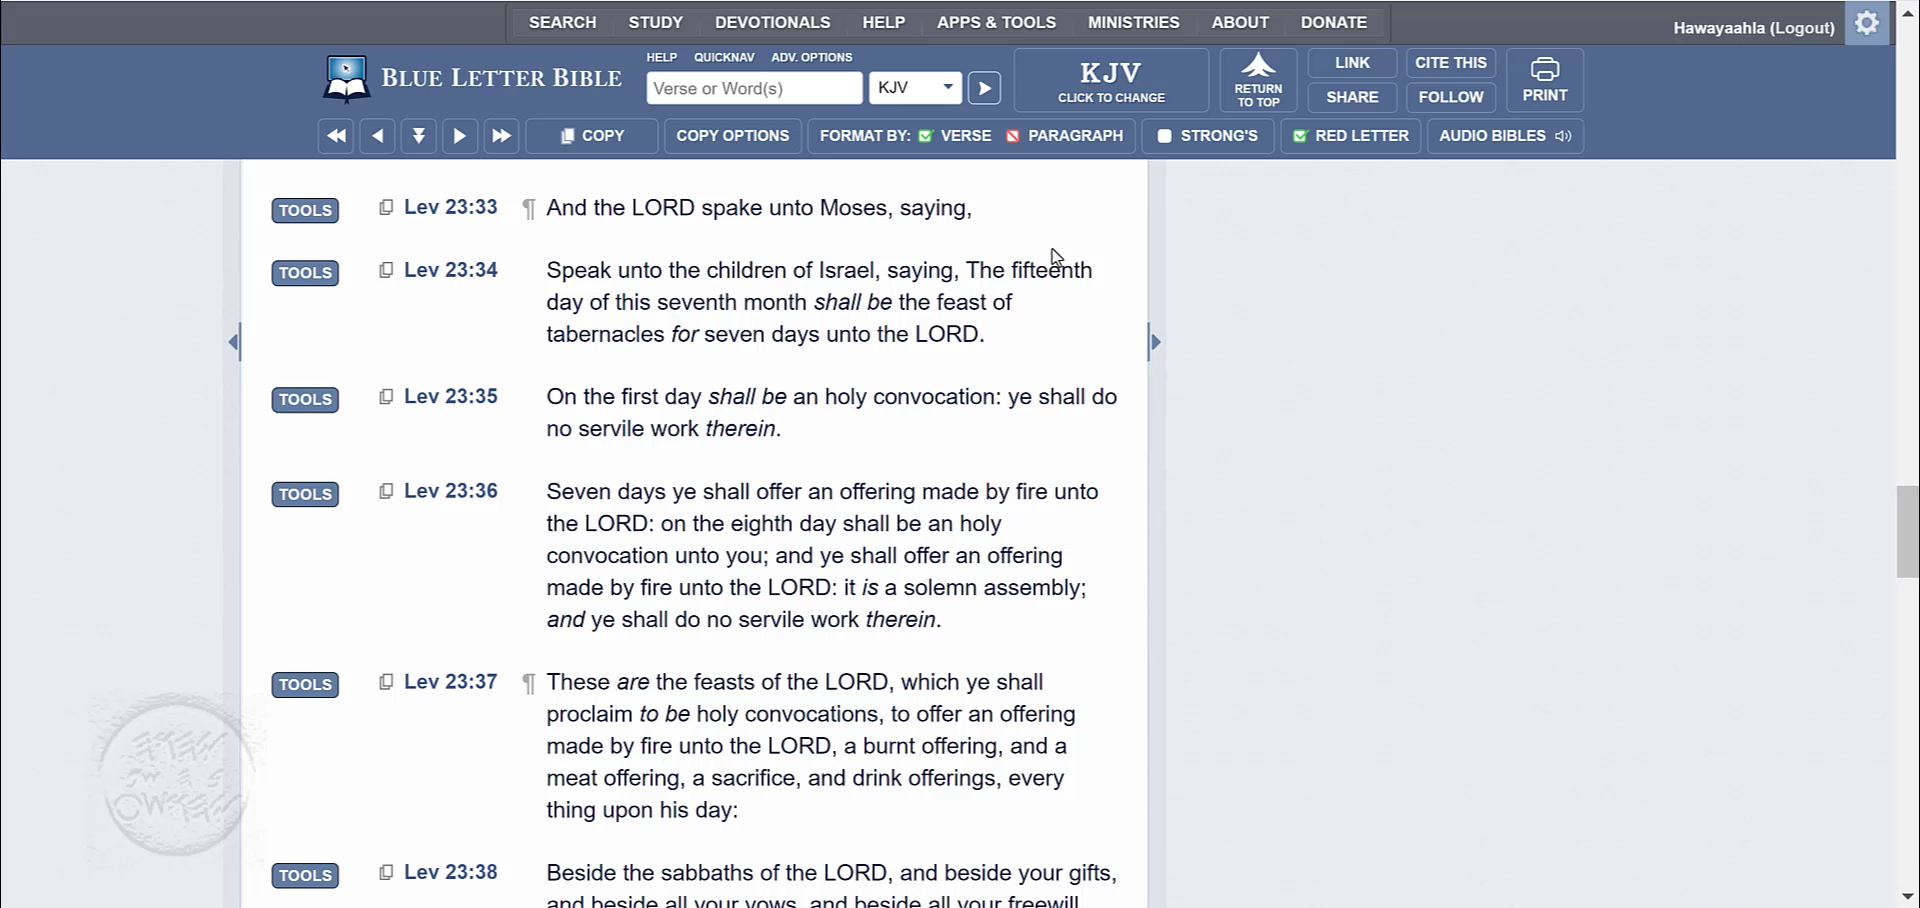 SEARCH STUDY DEVOTIONALS HELP APPS & TOOLS MINISTRIES ABOUT DONATE
Hawayaahla (Logout)
BLUE LETTER BIBLE
HELP QUICKNAV ADV. OPTIONS
Verse or Word(s) KJV
KJV
CLICK TO CHANGE
RETURN
TO TOP
LINK CITE THIS
SHARE FOLLOW
PRINT
COPY COPY OPTIONS FORMAT BY: VERSE PARAGRAPH STRONG'S RED LETTER AUDIO BIBLES
TOOLS Lev 23:33 ¶ And the LORD spake unto Moses, saying,
TOOLS Lev 23:34 Speak unto the children of Israel, saying, The fifteenth
day of this seventh month shall be the feast of
tabernacles for seven days unto the LORD.
TOOLS Lev 23:35 On the first day shall be an holy convocation: ye shall do
no servile work therein.
TOOLS Lev 23:36 Seven days ye shall offer an offering made by fire unto
the LORD: on the eighth day shall be an holy
convocation unto you; and ye shall offer an offering
made by fire unto the LORD: it is a solemn assembly;
and ye shall do no servile work therein.
TOOLS Lev 23:37 ¶ These are the feasts of the LORD, which ye shall
proclaim to be holy convocations, to offer an offering
made by fire unto the LORD, a burnt offering, and a
meat offering, a sacrifice, and drink offerings, every
thing upon his day:
TOOLS Lev 23:38 Beside the sabbaths of the LORD, and beside your gifts,
and beside all your vows, and beside all your freewill